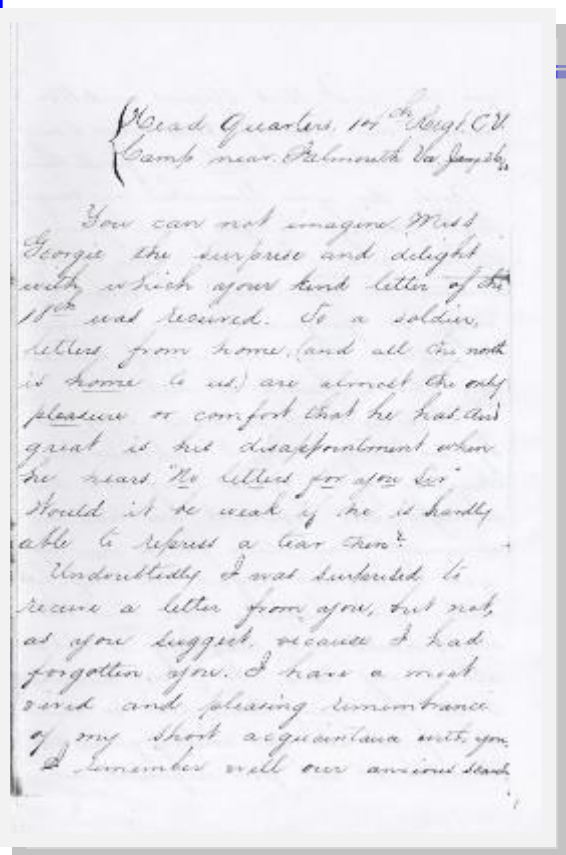 Head Quarters. 14th Regt. C.V.
Camp near Falmouth Va. Jany 26
You can not imagine Miss
Georgie the surprise and delight
with which your kind letter of the
18th was received. To a soldier,
letters from home, (and all the north
is home to us.) are almost the only
pleasure or comfort that he has. And
great is his disappointment when
he hears, "No letters for you Sir".
Would it be weak if he is hardly
able to repress a tear then?
Undoubtedly I was surprised to
receive a letter from you, but not,
as you suggest, because I had
forgotten you. I have a most
vivid and pleasing remembrance
of my short acquaintance with you.
I remember well our anxious search